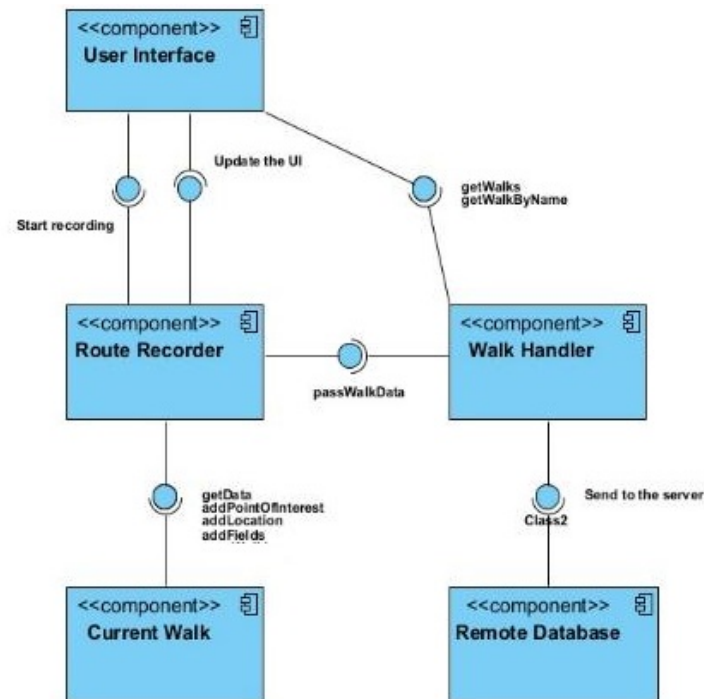 <<component>>
User Interface
Update the UI
getWalks
getWalkByName
Start recording
<<component>>
Route Recorder
<<component>>
Walk Handler
passWalkData
getData
addPointOfInterest
addLocation
addFields
Send to the server
Class2
<<component>>
Current Walk
<<component>>
Remote Database